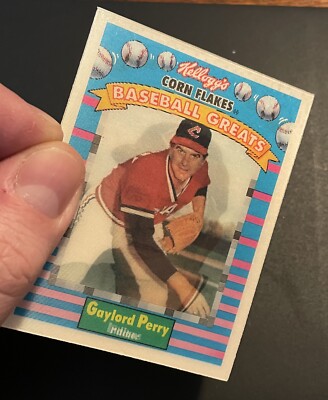 Kellogg's
CORN FLAKES
BASEBALL GREATS
C
Gaylord Perry